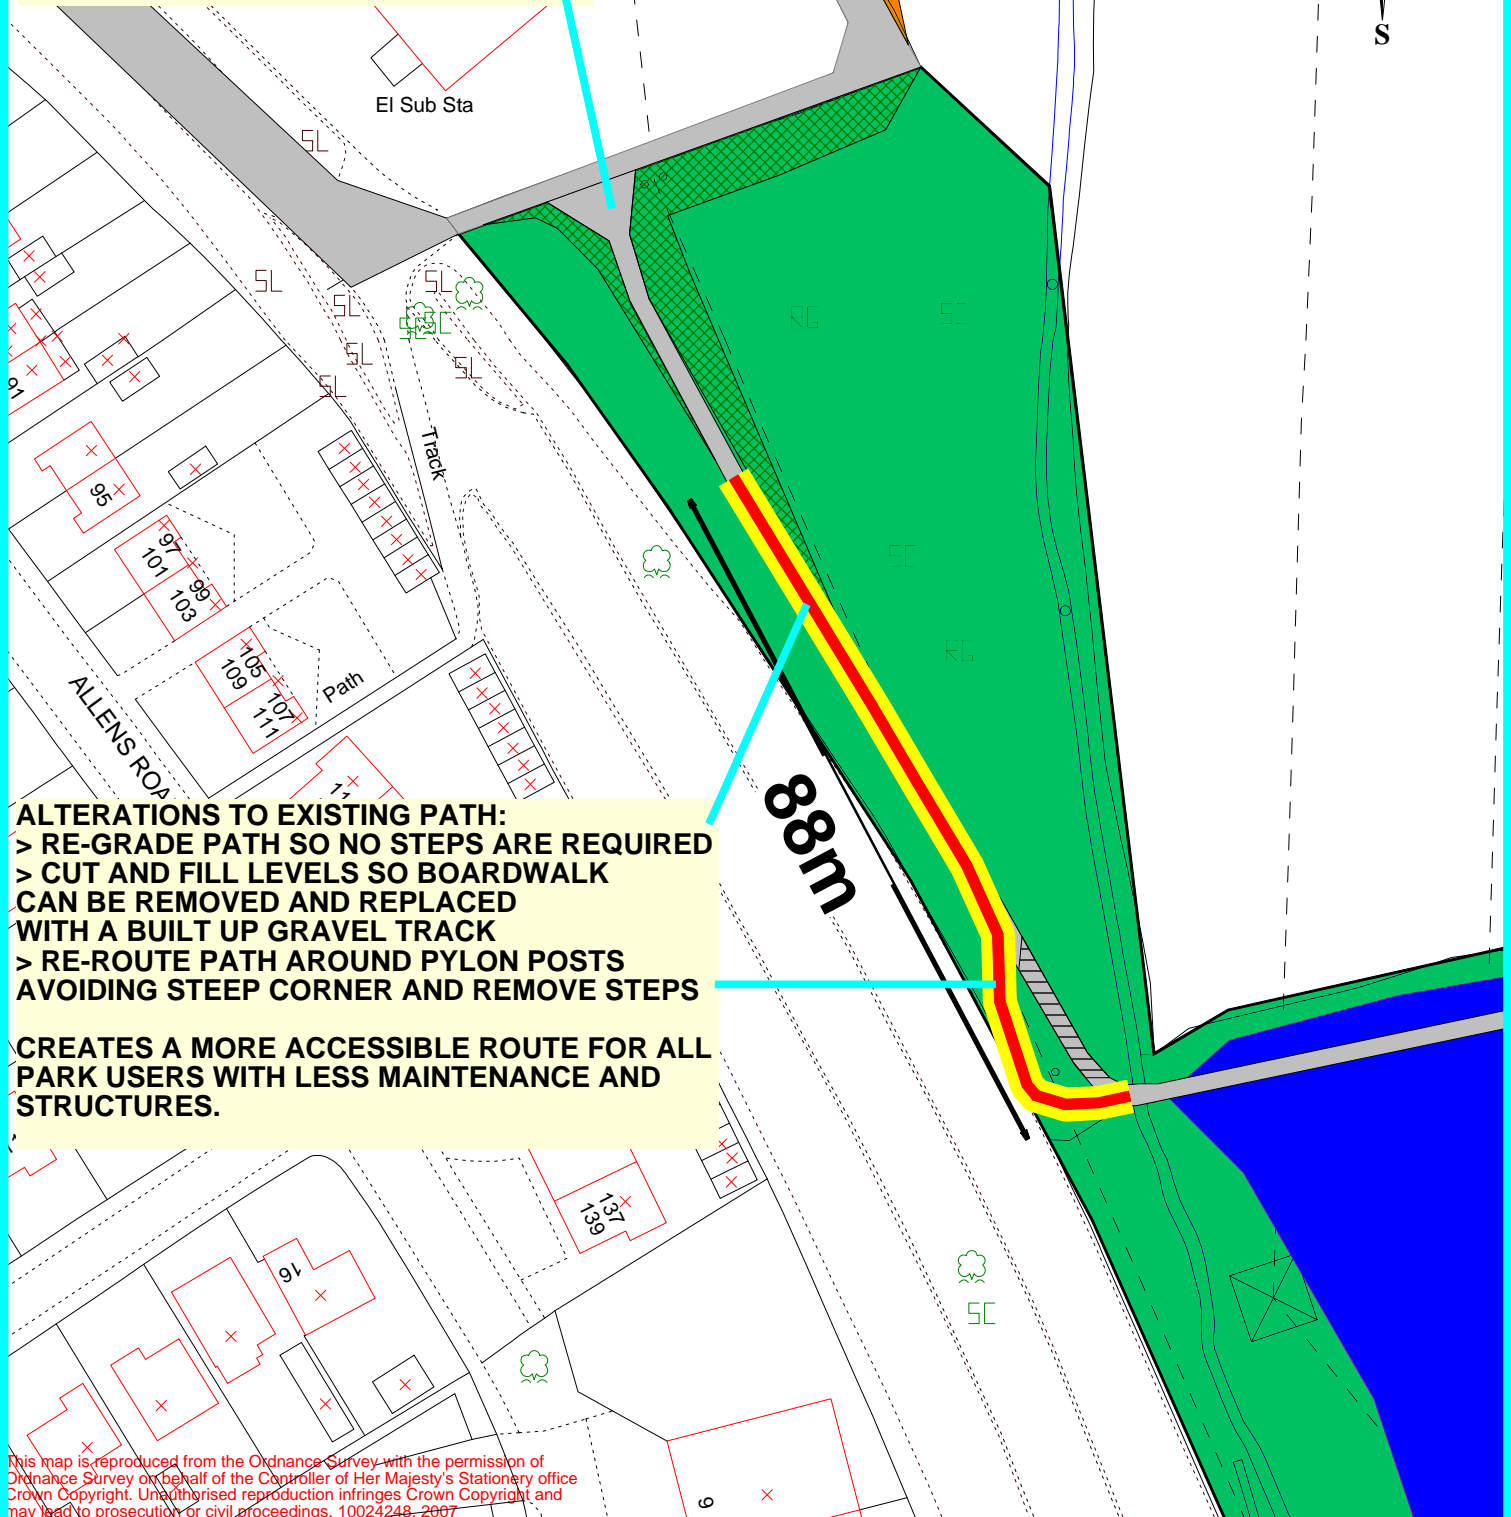 S
El Sub Sta
SL
SL
SL
SL
SL
SL
SL
SC
RG
SC
SC
RG
SC
Track
91
95
97
101
99
103
105
109
107
111
Path
ALLENS ROA
11
88m
ALTERATIONS TO EXISTING PATH:
> RE-GRADE PATH SO NO STEPS ARE REQUIRED
> CUT AND FILL LEVELS SO BOARDWALK
CAN BE REMOVED AND REPLACED
WITH A BUILT UP GRAVEL TRACK
> RE-ROUTE PATH AROUND PYLON POSTS
AVOIDING STEEP CORNER AND REMOVE STEPS
CREATES A MORE ACCESSIBLE ROUTE FOR ALL
PARK USERS WITH LESS MAINTENANCE AND
STRUCTURES.
137
139
16
9
This map is reproduced from the Ordnance Survey with the permission of
Ordnance Survey on behalf of the Controller of Her Majesty's Stationery office
Crown Copyright. Unauthorised reproduction infringes Crown Copyright and
may lead to prosecution or civil proceedings. 10024248, 2007